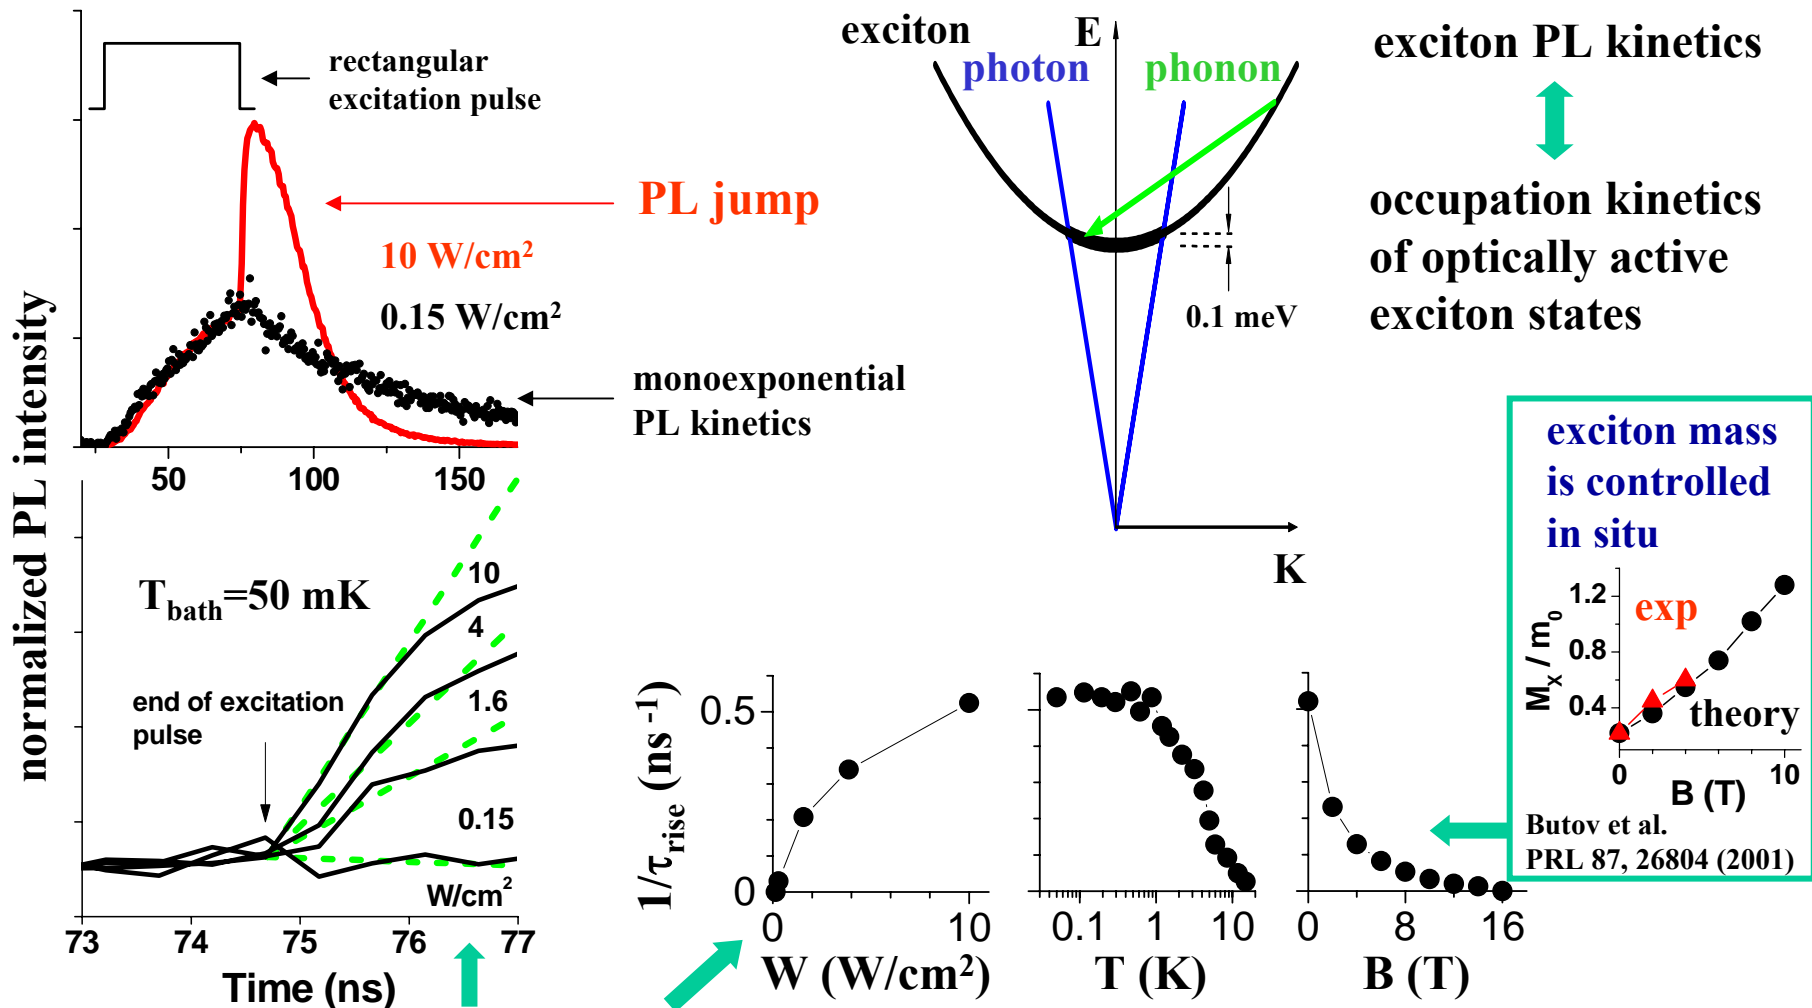 rectangular
excitation pulse
PL jump
10 W/cm²
0.15 W/cm²
monoexponential
PL kinetics
50
100
150
normalized PL intensity
T_bath=50 mK
10
4
1.6
0.15
W/cm²
end of excitation
pulse
73
74
75
76
77
Time (ns)
exciton
E
photon
phonon
0.1 meV
K
exciton PL kinetics
occupation kinetics
of optically active
exciton states
1/τ_rise (ns⁻¹)
0.5
0
0
10
W (W/cm²)
0.1
1
10
T (K)
0
8
16
B (T)
exciton mass
is controlled
in situ
M_x / m_0
1.2
0.8
0.4
exp
theory
0
10
B (T)
Butov et al.
PRL 87, 26804 (2001)